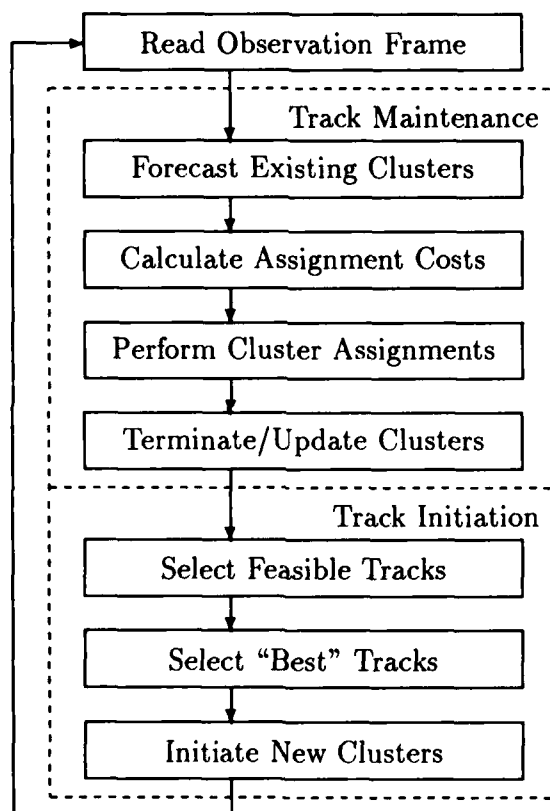 Read Observation Frame
Track Maintenance
Forecast Existing Clusters
Calculate Assignment Costs
Perform Cluster Assignments
Terminate/Update Clusters
Track Initiation
Select Feasible Tracks
Select “Best” Tracks
Initiate New Clusters